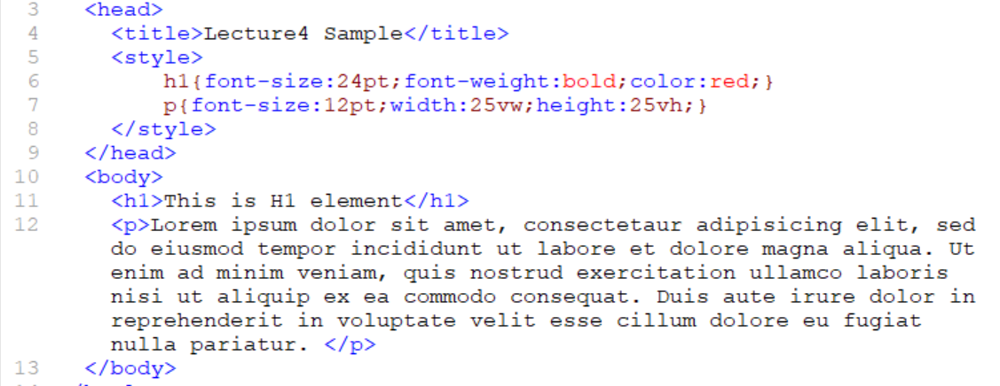 3 <head>
4 <title>Lecture4 Sample</title>
5 <style>
6 h1{font-size:24pt;font-weight:bold;color:red;}
7 p{font-size:12pt;width:25vw;height:25vh;}
8 </style>
9 </head>
10 <body>
11 <h1>This is H1 element</h1>
12 <p>Lorem ipsum dolor sit amet, consectetaur adipisicing elit, sed
do eiusmod tempor incididunt ut labore et dolore magna aliqua. Ut
enim ad minim veniam, quis nostrud exercitation ullamco laboris
nisi ut aliquip ex ea commodo consequat. Duis aute irure dolor in
reprehenderit in voluptate velit esse cillum dolore eu fugiat
nulla pariatur. </p>
13 </body>